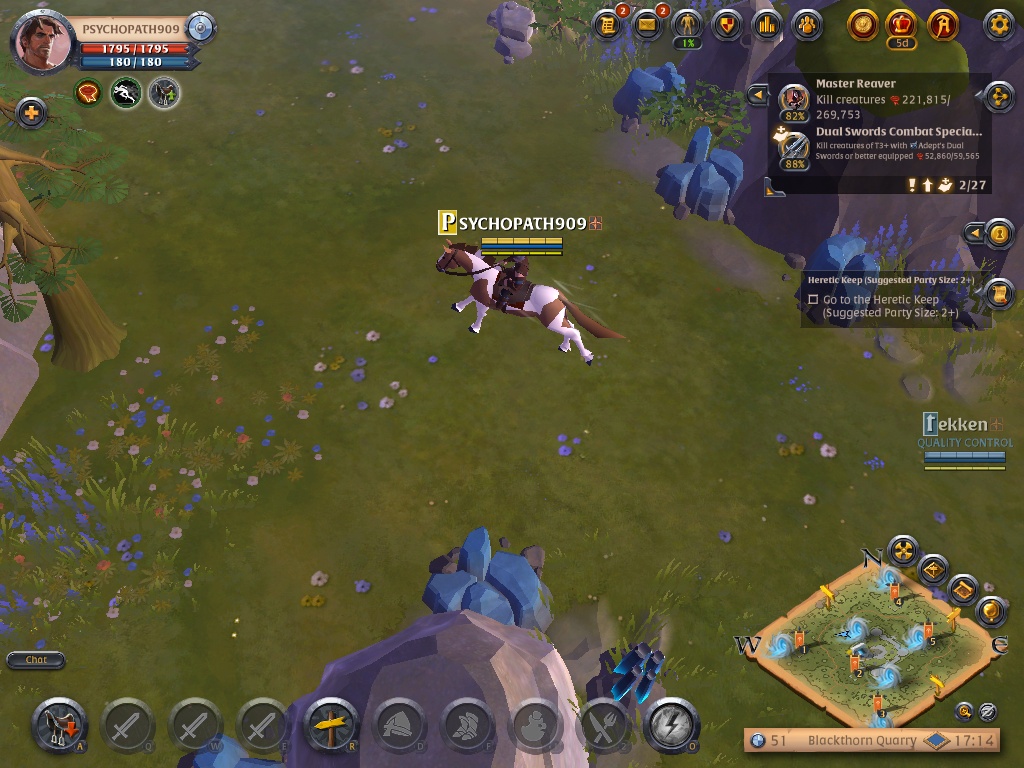 PSYCHOPATH909
1795 / 1795
180 / 180
2
2
1%
5d
Master Reaver
Kill creatures 221,815/
269,753
82%
Dual Swords Combat Specia...
Kill creatures of T3+ with Adept's Dual
Swords or better equipped 52,860/59,565
88%
2/27
PSYCHOPATH909
Heretic Keep (Suggested Party Size: 2+)
Go to the Heretic Keep
(Suggested Party Size: 2+)
tekken
QUALITY CONTROL
N
W
E
4
1
5
2
3
Chat
A
Q
W
E
R
D
F
2
O
51 Blackthorn Quarry 17:14